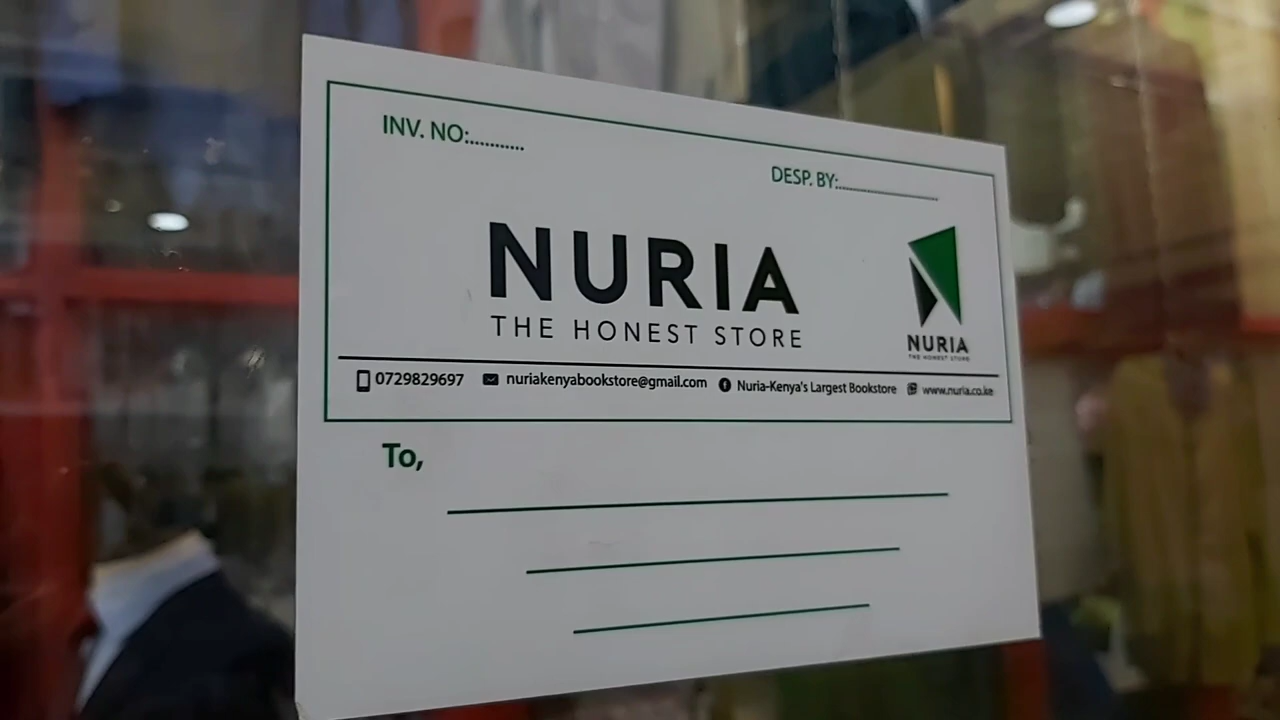 INV. NO:............
DESP. BY:........................
NURIA
THE HONEST STORE
NURIA
THE HONEST STORE
0729829697 nuriakenyabookstore@gmail.com Nuria-Kenya's Largest Bookstore www.nuria.co.ke
To,